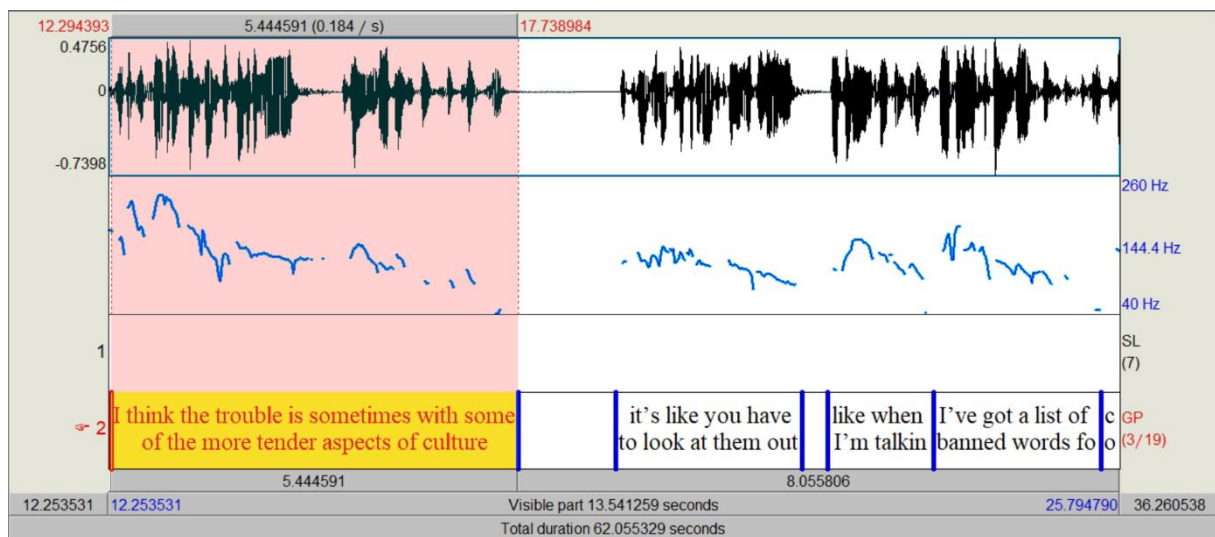 12.294393 5.444591 (0.184 / s) 17.738984
0.4756
0
-0.7398
260 Hz
144.4 Hz
40 Hz
1
SL
(7)
☞ 2
I think the trouble is sometimes with some
of the more tender aspects of culture
it's like you have
to look at them out
like when
I'm talkin
I've got a list of
banned words fo
c
o
GP
(3/19)
5.444591 8.055806
12.253531 12.253531 Visible part 13.541259 seconds 25.794790 36.260538
Total duration 62.055329 seconds